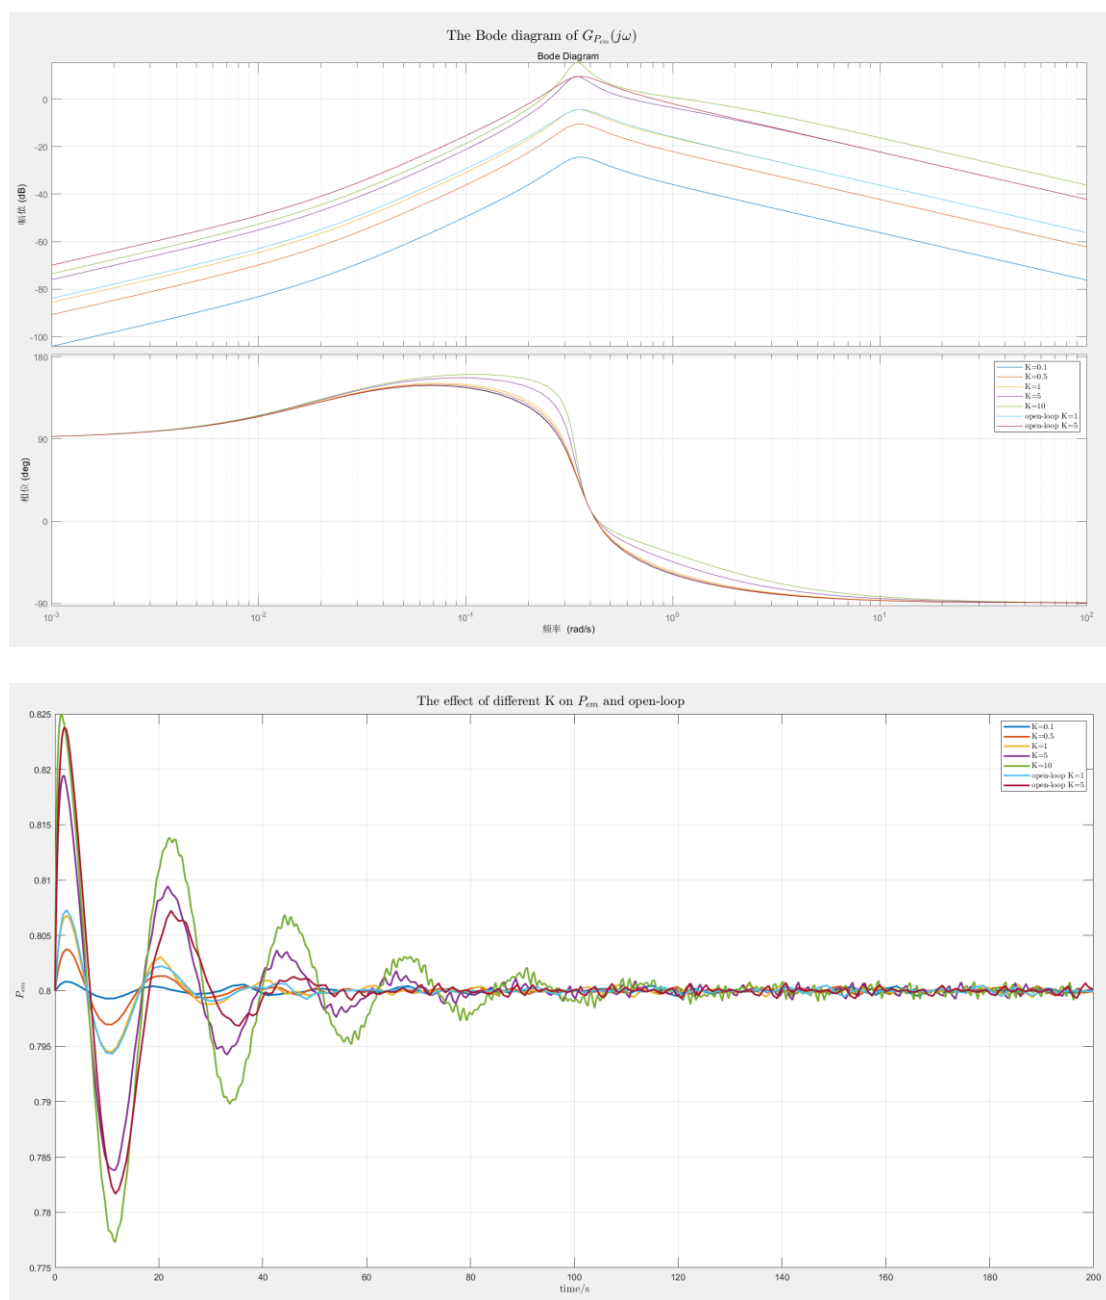 The Bode diagram of G_{P_{em}}(jω)
Bode Diagram
0
-20
-40
-60
-80
-100
幅值 (dB)
180
90
0
-90
相位 (deg)
K=0.1
K=0.5
K=1
K=5
K=10
open-loop K=1
open-loop K=5
10^{-3}
10^{-2}
10^{-1}
10^{0}
10^{1}
10^{2}
频率 (rad/s)
The effect of different K on P_{em} and open-loop
0.825
0.82
0.815
0.81
0.805
0.8
0.795
0.79
0.785
0.78
0.775
P_{em}
K=0.1
K=0.5
K=1
K=5
K=10
open-loop K=1
open-loop K=5
0 20 40 60 80 100 120 140 160 180 200
time/s